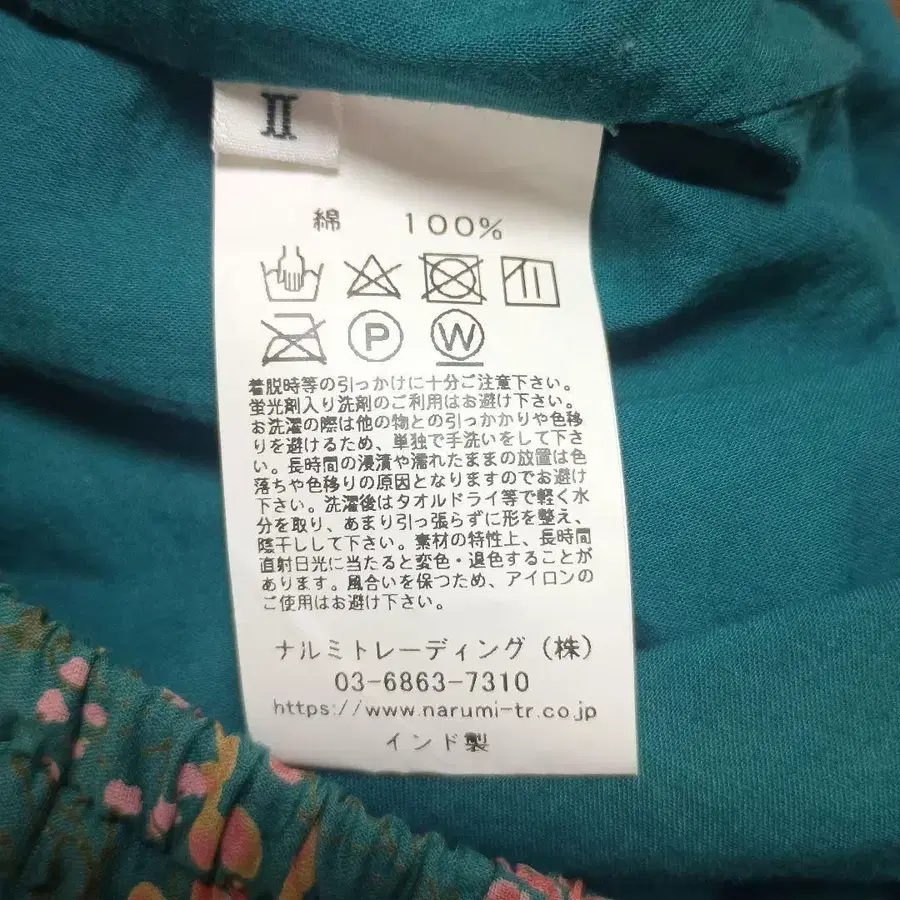 II
綿 100%
P W
着脱時等の引っかけに十分ご注意下さい。
蛍光剤入り洗剤のご利用はお避け下さい。
お洗濯の際は他の物との引っかかりや色移
りを避けるため、単独で手洗いをして下さ
い。長時間の浸漬や濡れたままの放置は色
落ちや色移りの原因となりますのでお避け
下さい。洗濯後はタオルドライ等で軽く水
分を取り、あまり引っ張らずに形を整え、
陰干しして下さい。素材の特性上、長時間
直射日光に当たると変色・退色することが
あります。風合いを保つため、アイロンの
ご使用はお避け下さい。
ナルミトレーディング（株）
03-6863-7310
https://www.narumi-tr.co.jp
インド製